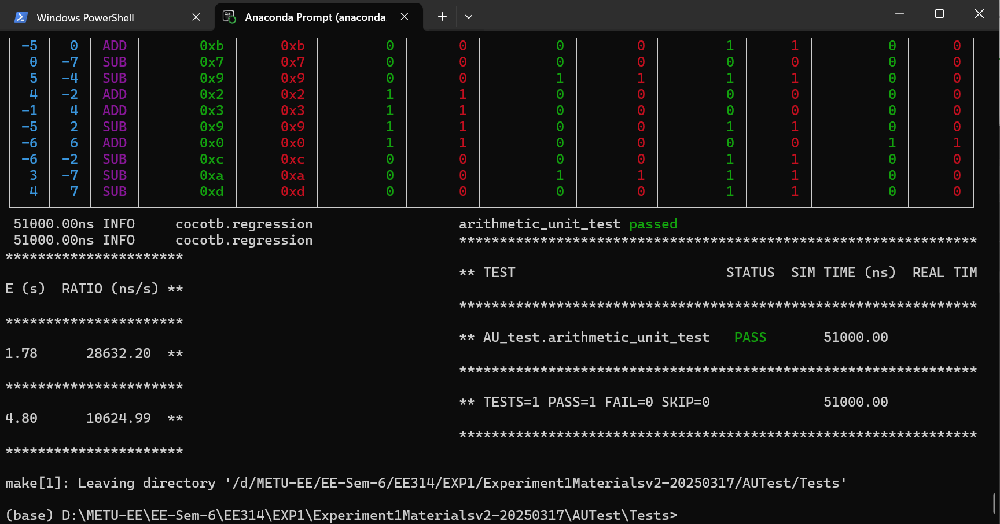 Windows PowerShell
Anaconda Prompt (anaconda
-5 0 ADD 0xb 0xb 0 0 0 0 1 1 0 0
0 -7 SUB 0x7 0x7 0 0 0 0 0 0 0 0
5 -4 SUB 0x9 0x9 0 0 1 1 1 1 0 0
4 -2 ADD 0x2 0x2 1 1 0 0 0 0 0 0
-1 4 ADD 0x3 0x3 1 1 0 0 0 0 0 0
-5 2 SUB 0x9 0x9 1 1 0 0 1 1 0 0
-6 6 ADD 0x0 0x0 1 1 0 0 0 0 1 1
-6 -2 SUB 0xc 0xc 0 0 0 0 1 1 0 0
3 -7 SUB 0xa 0xa 0 0 1 1 1 1 0 0
4 7 SUB 0xd 0xd 0 0 0 0 1 1 0 0
51000.00ns INFO cocotb.regression arithmetic_unit_test passed
51000.00ns INFO cocotb.regression ****************************************************************
**********************
** TEST STATUS SIM TIME (ns) REAL TIM
E (s) RATIO (ns/s) **
****************************************************************
**********************
** AU_test.arithmetic_unit_test PASS 51000.00
1.78 28632.20 **
****************************************************************
**********************
** TESTS=1 PASS=1 FAIL=0 SKIP=0 51000.00
4.80 10624.99 **
****************************************************************
**********************
make[1]: Leaving directory '/d/METU-EE/EE-Sem-6/EE314/EXP1/Experiment1Materialsv2-20250317/AUTest/Tests'
(base) D:\METU-EE\EE-Sem-6\EE314\EXP1\Experiment1Materialsv2-20250317\AUTest\Tests>